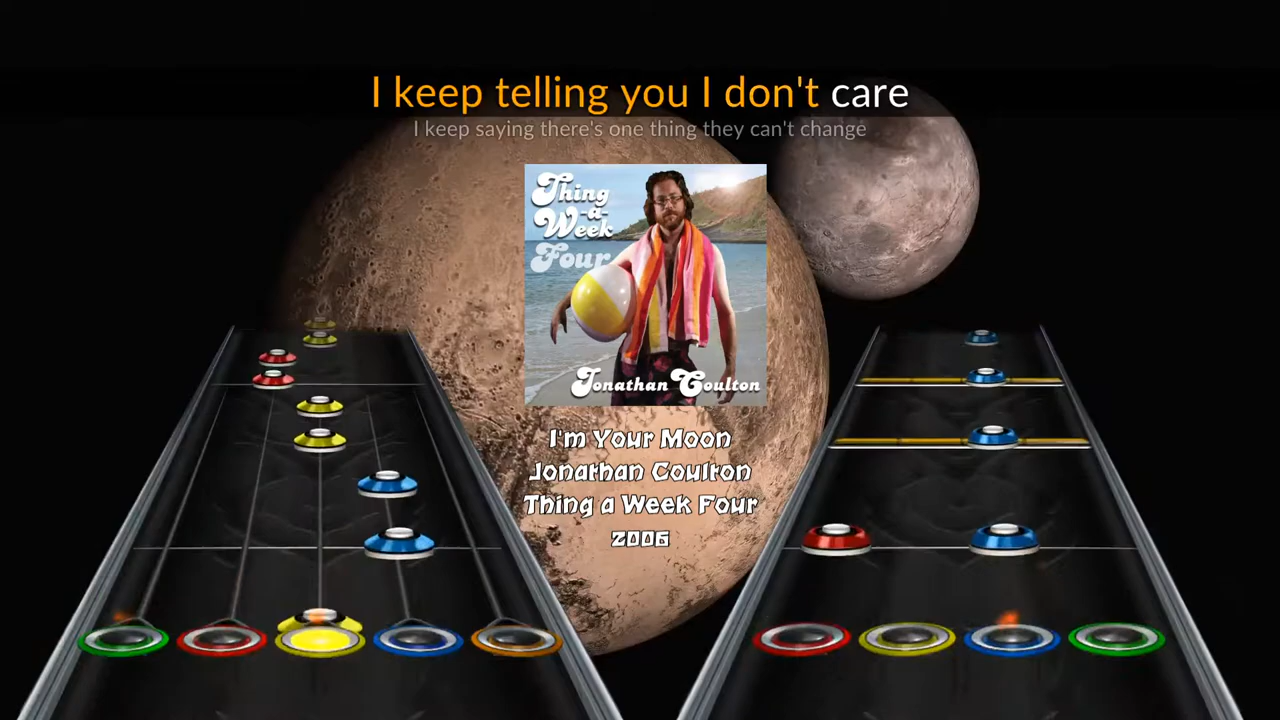 I keep telling you I don't care
I keep saying there's one thing they can't change
Thing
-a-
Week
Four
Jonathan Coulton
I'm Your Moon
Jonathan Coulton
Thing a Week Four
2006